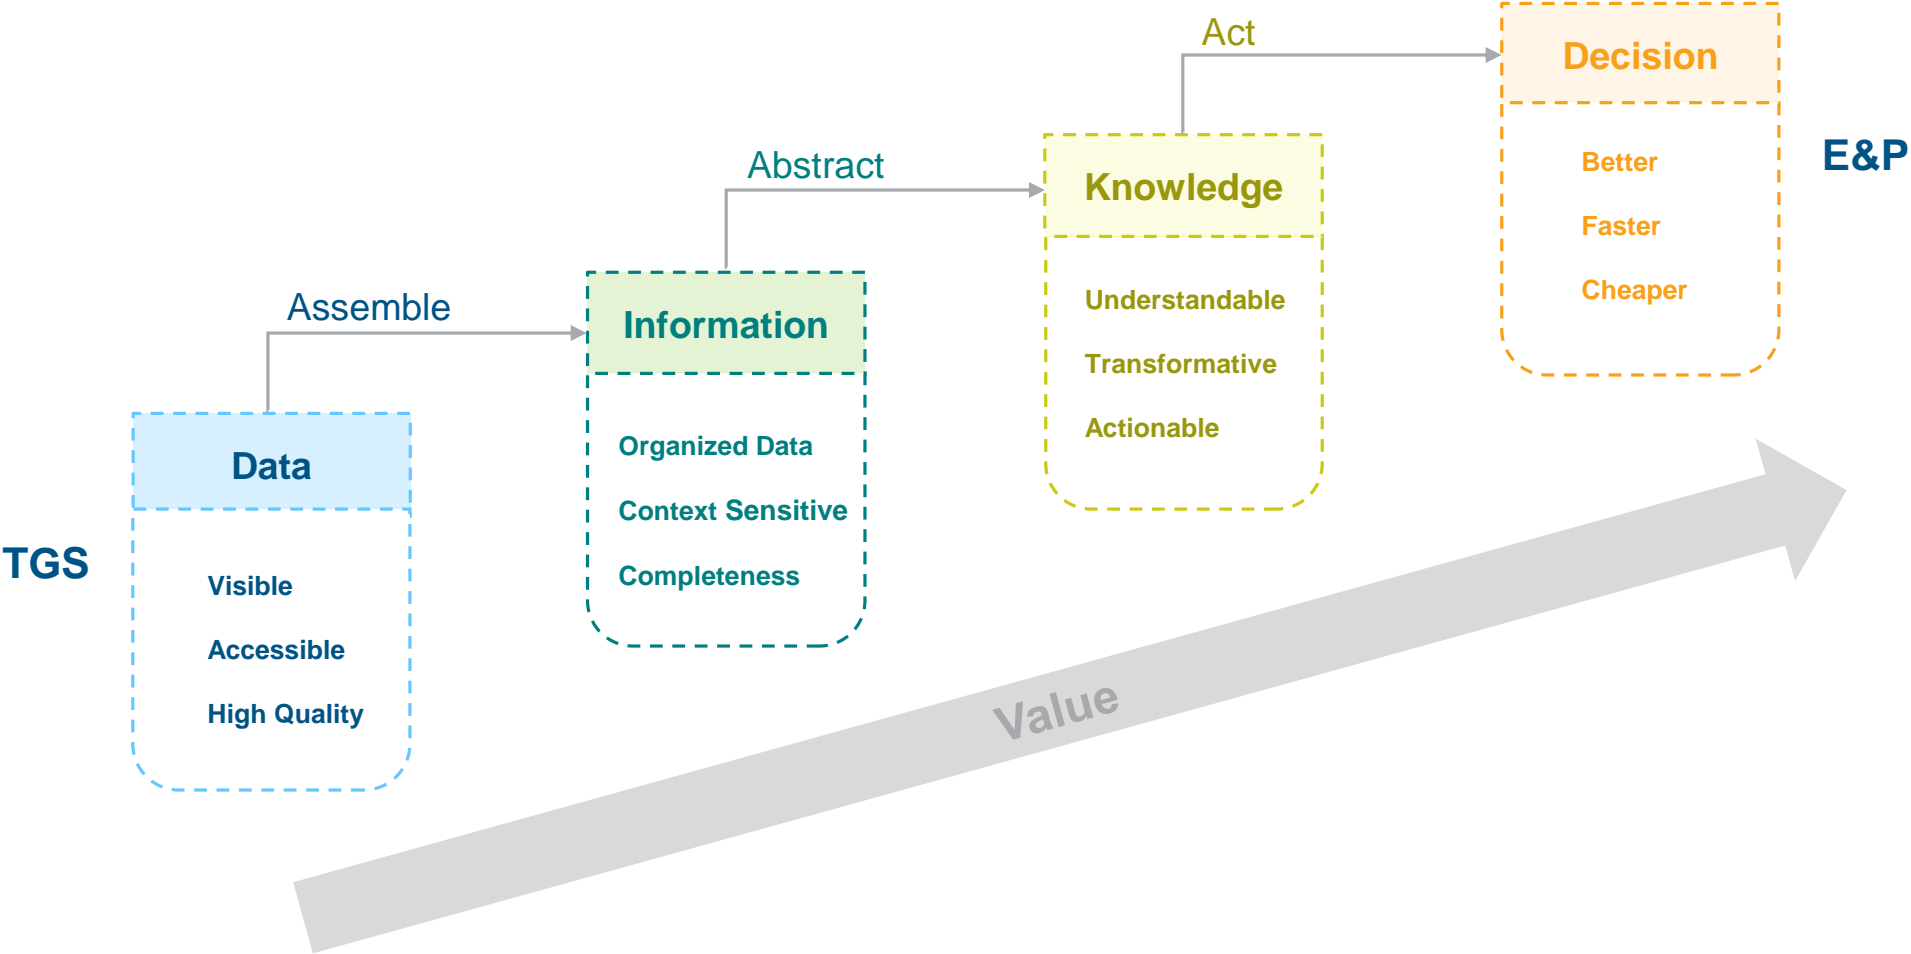 TGS
Data
Visible
Accessible
High Quality
Assemble
Information
Organized Data
Context Sensitive
Completeness
Abstract
Knowledge
Understandable
Transformative
Actionable
Act
Decision
Better
Faster
Cheaper
E&P
Value